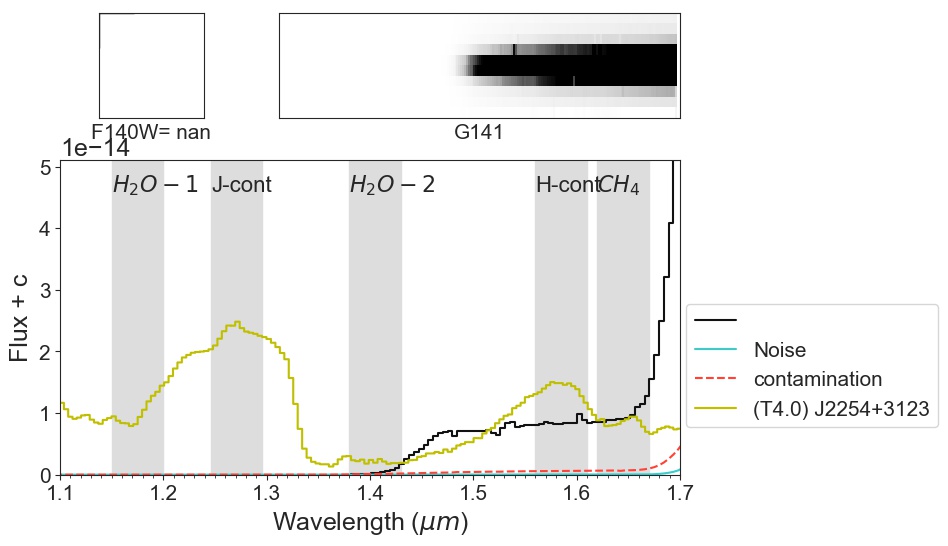 F140W= nan
G141
1e−14
H₂O − 1
J-cont
H₂O − 2
H-cont
CH₄
5
4
3
2
1
0
Flux + c
1.1
1.2
1.3
1.4
1.5
1.6
1.7
Wavelength (μm)
Noise
contamination
(T4.0) J2254+3123